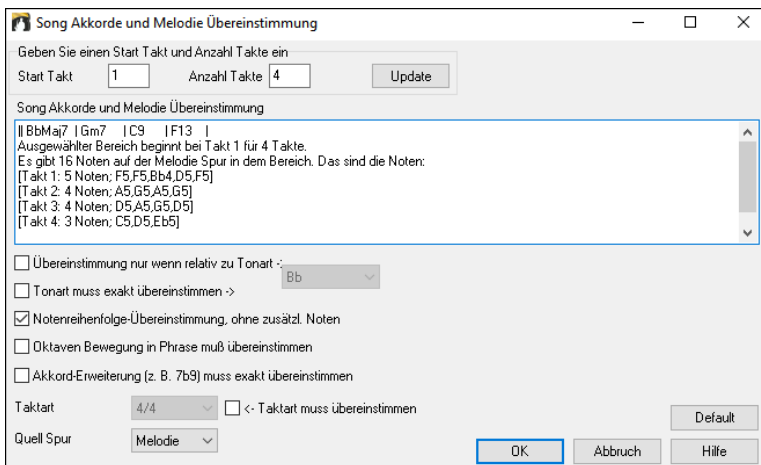 Song Akkorde und Melodie Übereinstimmung
Geben Sie einen Start Takt und Anzahl Takte ein
Start Takt 1 Anzahl Takte 4 Update
Song Akkorde und Melodie Übereinstimmung
|| BbMaj7 | Gm7 | C9 | F13 |
Ausgewählter Bereich beginnt bei Takt 1 für 4 Takte.
Es gibt 16 Noten auf der Melodie Spur in dem Bereich. Das sind die Noten:
[Takt 1: 5 Noten; F5,F5,Bb4,D5,F5]
[Takt 2: 4 Noten; A5,G5,A5,G5]
[Takt 3: 4 Noten; D5,A5,G5,D5]
[Takt 4: 3 Noten; C5,D5,Eb5]
Übereinstimmung nur wenn relativ zu Tonart -:
Bb
Tonart muss exakt übereinstimmen ->
Notenreihenfolge-Übereinstimmung, ohne zusätzl. Noten
Oktaven Bewegung in Phrase muß übereinstimmen
Akkord-Erweiterung (z. B. 7b9) muss exakt übereinstimmen
Taktart 4/4 <- Taktart muss übereinstimmen
Default
Quell Spur Melodie
OK Abbruch Hilfe